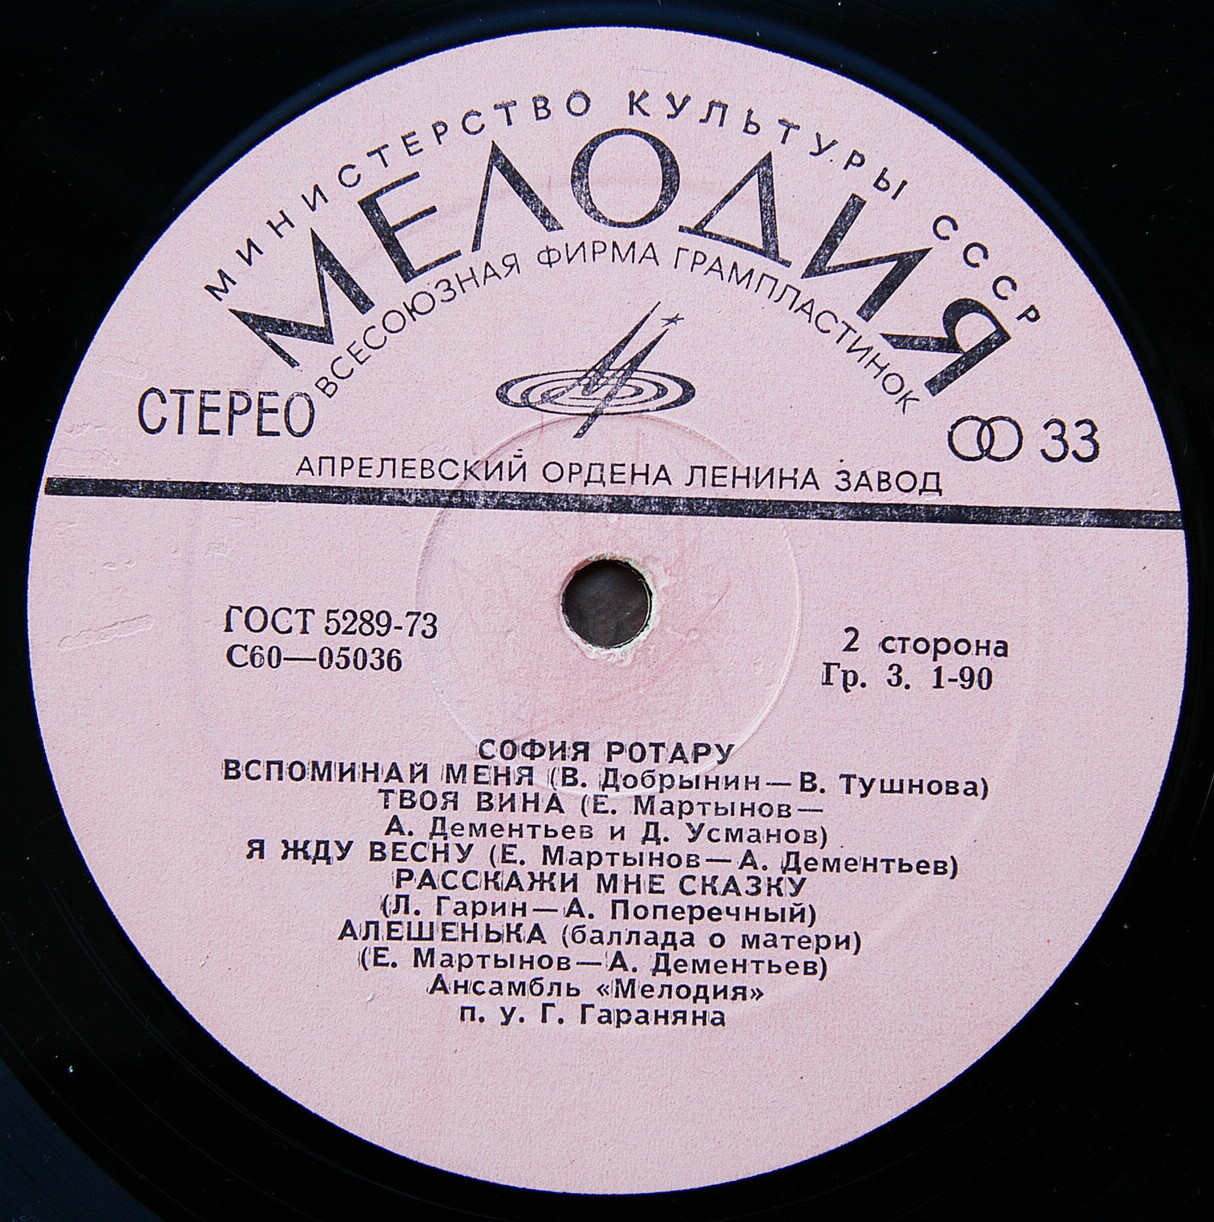 МИНИСТЕРСТВО КУЛЬТУРЫ СССР
МЕЛОДИЯ
ВСЕСОЮЗНАЯ ФИРМА ГРАМПЛАСТИНОК
СТЕРЕО
33
АПРЕЛЕВСКИЙ ОРДЕНА ЛЕНИНА ЗАВОД
ГОСТ 5289-73
С60—05036
2 сторона
Гр. 3. 1-90
СОФИЯ РОТАРУ
ВСПОМИНАЙ МЕНЯ (В. Добрынин—В. Тушнова)
ТВОЯ ВИНА (Е. Мартынов—
А. Дементьев и Д. Усманов)
Я ЖДУ ВЕСНУ (Е. Мартынов—А. Дементьев)
РАССКАЖИ МНЕ СКАЗКУ
(Л. Гарин—А. Поперечный)
АЛЕШЕНЬКА (баллада о матери)
(Е. Мартынов—А. Дементьев)
Ансамбль «Мелодия»
п. у. Г. Гараняна